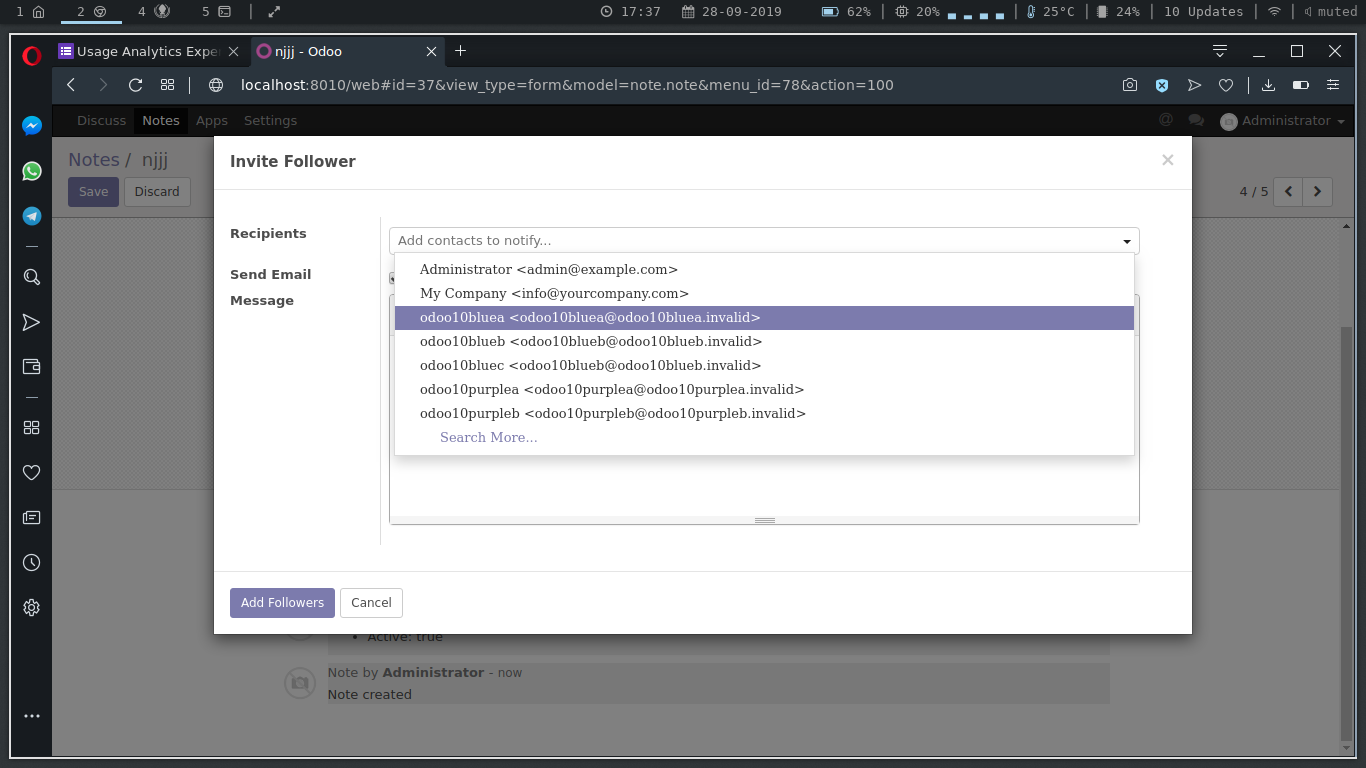 1 2 4 5 17:37 28-09-2019 62% 20% 25°C 24% 10 Updates muted
Usage Analytics Expe njjj - Odoo
localhost:8010/web#id=37&view_type=form&model=note.note&menu_id=78&action=100
Discuss Notes Apps Settings @ Administrator
Notes / njjj
Save Discard 4 / 5
Invite Follower ×
Recipients Add contacts to notify...
Administrator <admin@example.com>
Send Email
My Company <info@yourcompany.com>
Message
odoo10bluea <odoo10bluea@odoo10bluea.invalid>
odoo10blueb <odoo10blueb@odoo10blueb.invalid>
odoo10bluec <odoo10blueb@odoo10blueb.invalid>
odoo10purplea <odoo10purplea@odoo10purplea.invalid>
odoo10purpleb <odoo10purpleb@odoo10purpleb.invalid>
Search More...
Add Followers Cancel
• Active: true
Note by Administrator - now
Note created